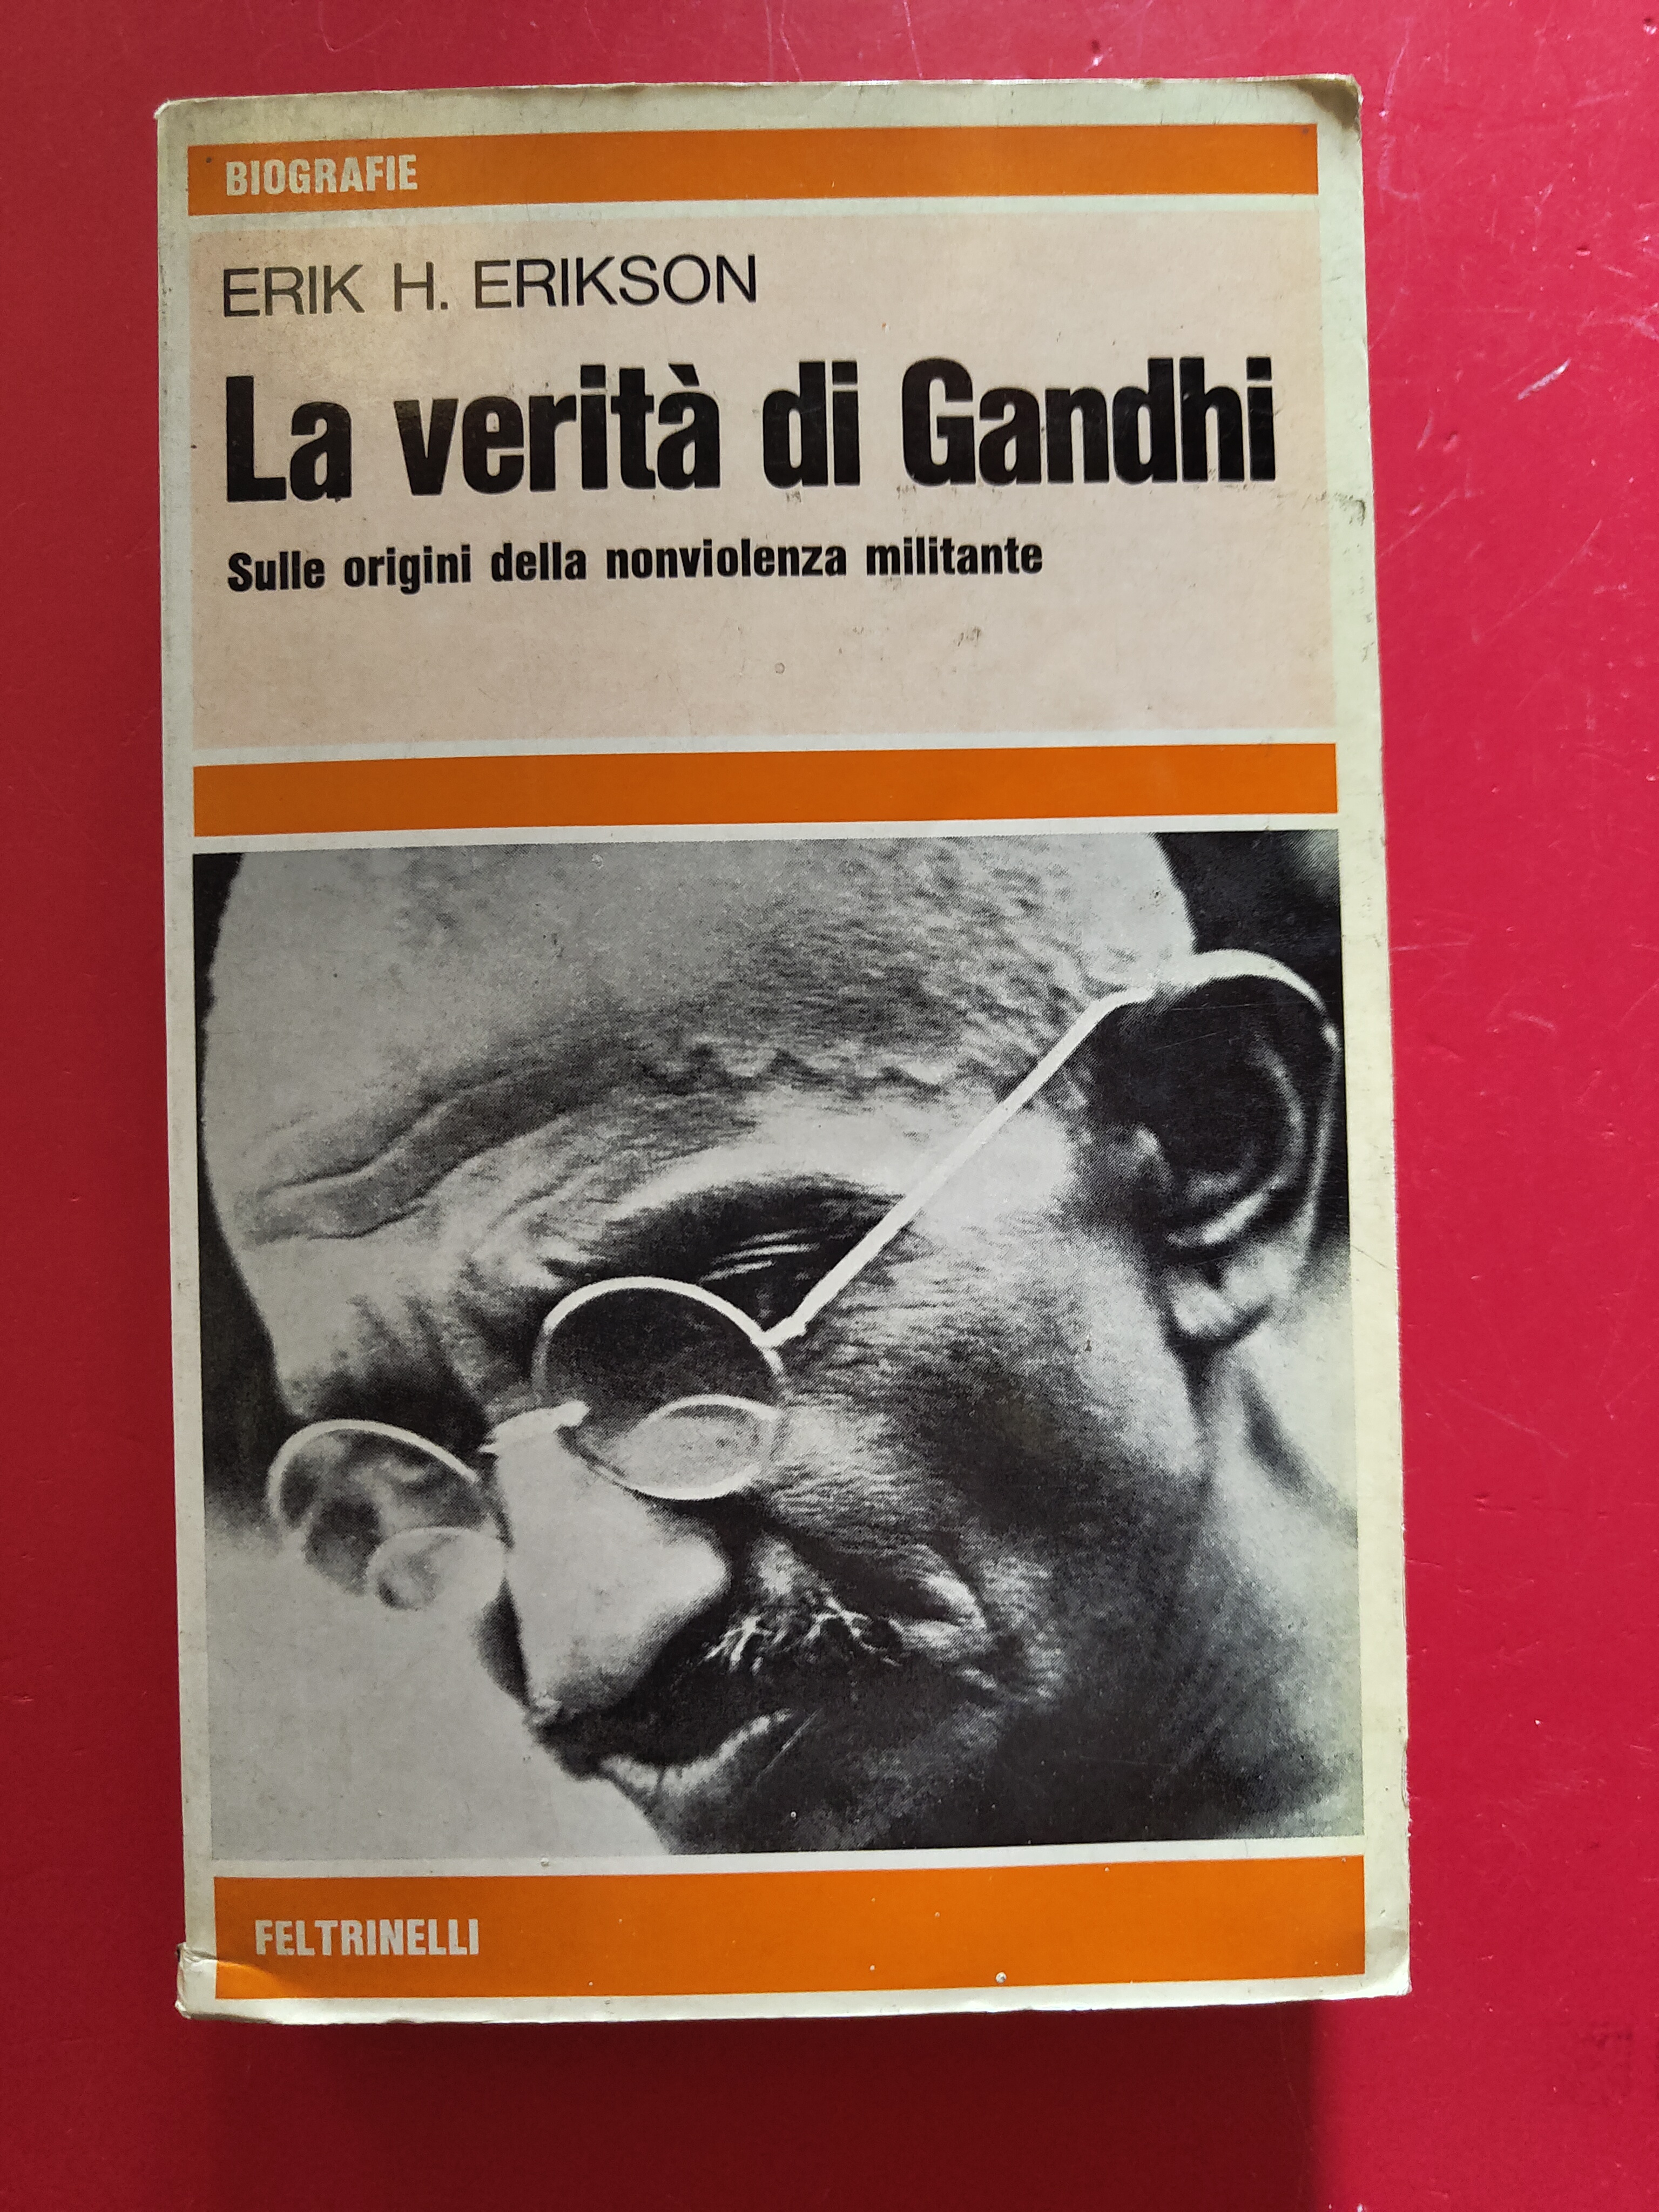 BIOGRAFIE
ERIK H. ERIKSON
La verità di Gandhi
Sulle origini della nonviolenza militante
FELTRINELLI